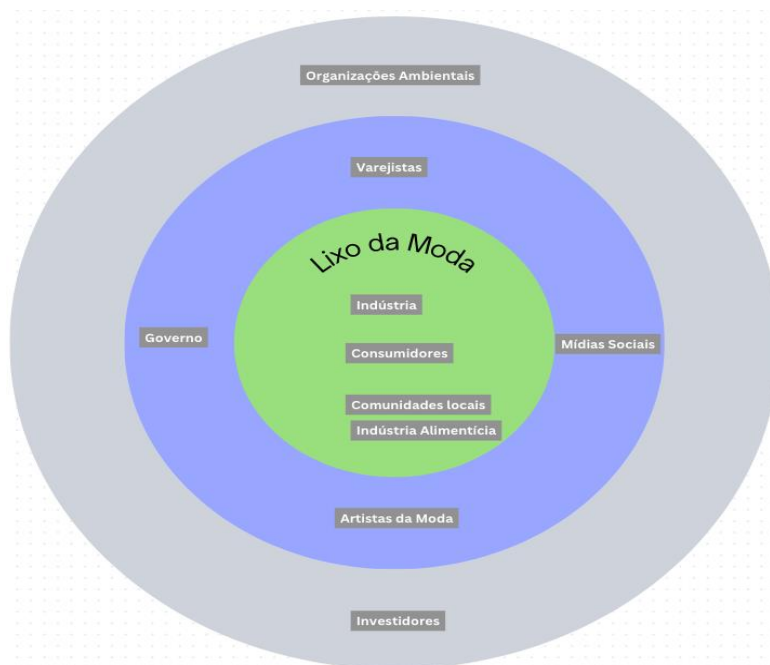 Organizações Ambientais
Varejistas
Lixo da Moda
Indústria
Governo
Mídias Sociais
Consumidores
Comunidades locais
Indústria Alimentícia
Artistas da Moda
Investidores